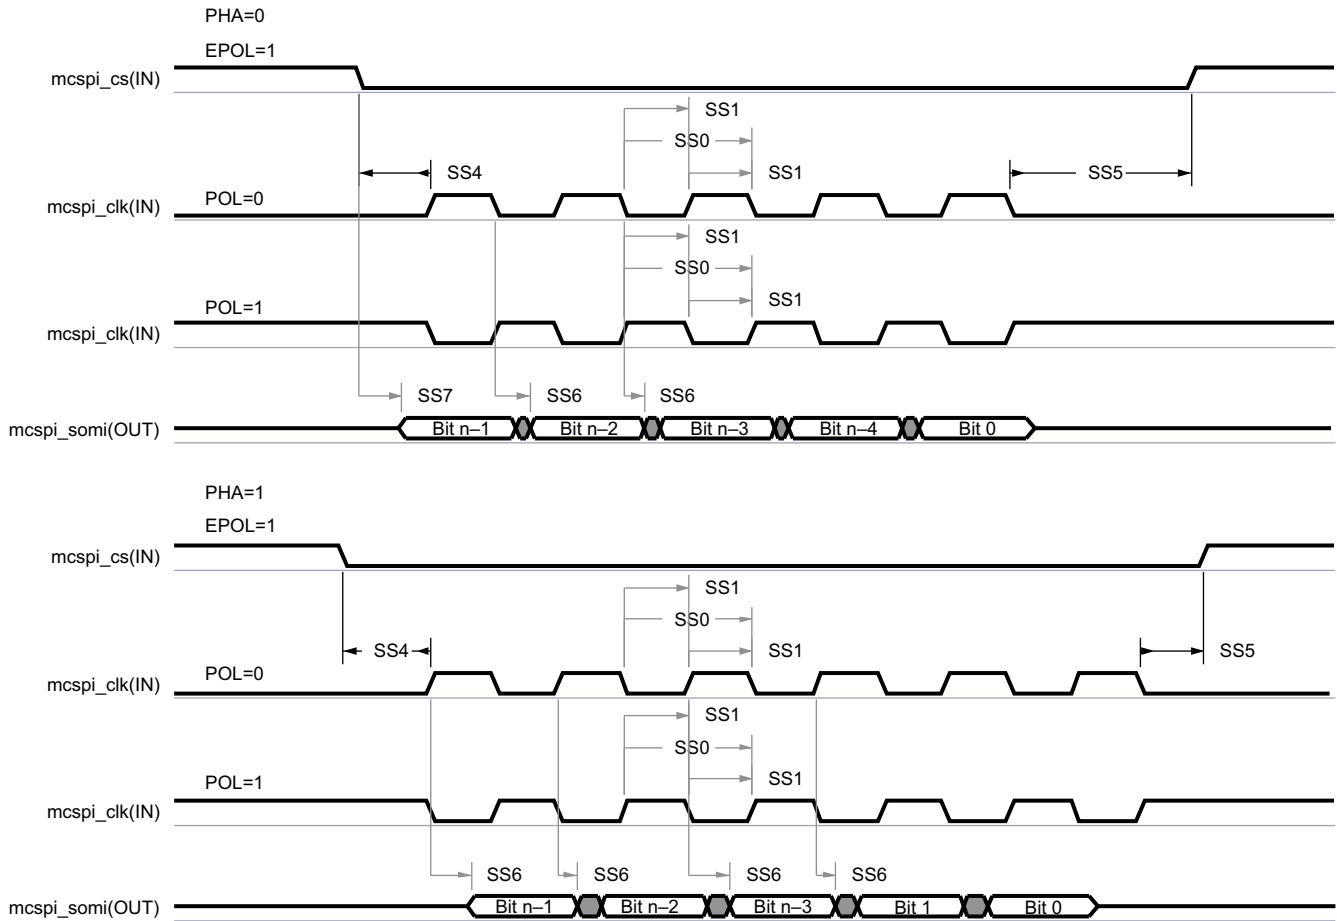 PHA=0
EPOL=1
mcspi_cs(IN)
SS1
SS0
SS4
SS1
SS5
POL=0
mcspi_clk(IN)
SS1
SS0
SS1
POL=1
mcspi_clk(IN)
SS7
SS6
SS6
mcspi_somi(OUT)
Bit n–1
Bit n–2
Bit n–3
Bit n–4
Bit 0
PHA=1
EPOL=1
mcspi_cs(IN)
SS1
SS0
SS4
SS1
SS5
POL=0
mcspi_clk(IN)
SS1
SS0
SS1
POL=1
mcspi_clk(IN)
SS6
SS6
SS6
SS6
mcspi_somi(OUT)
Bit n–1
Bit n–2
Bit n–3
Bit 1
Bit 0